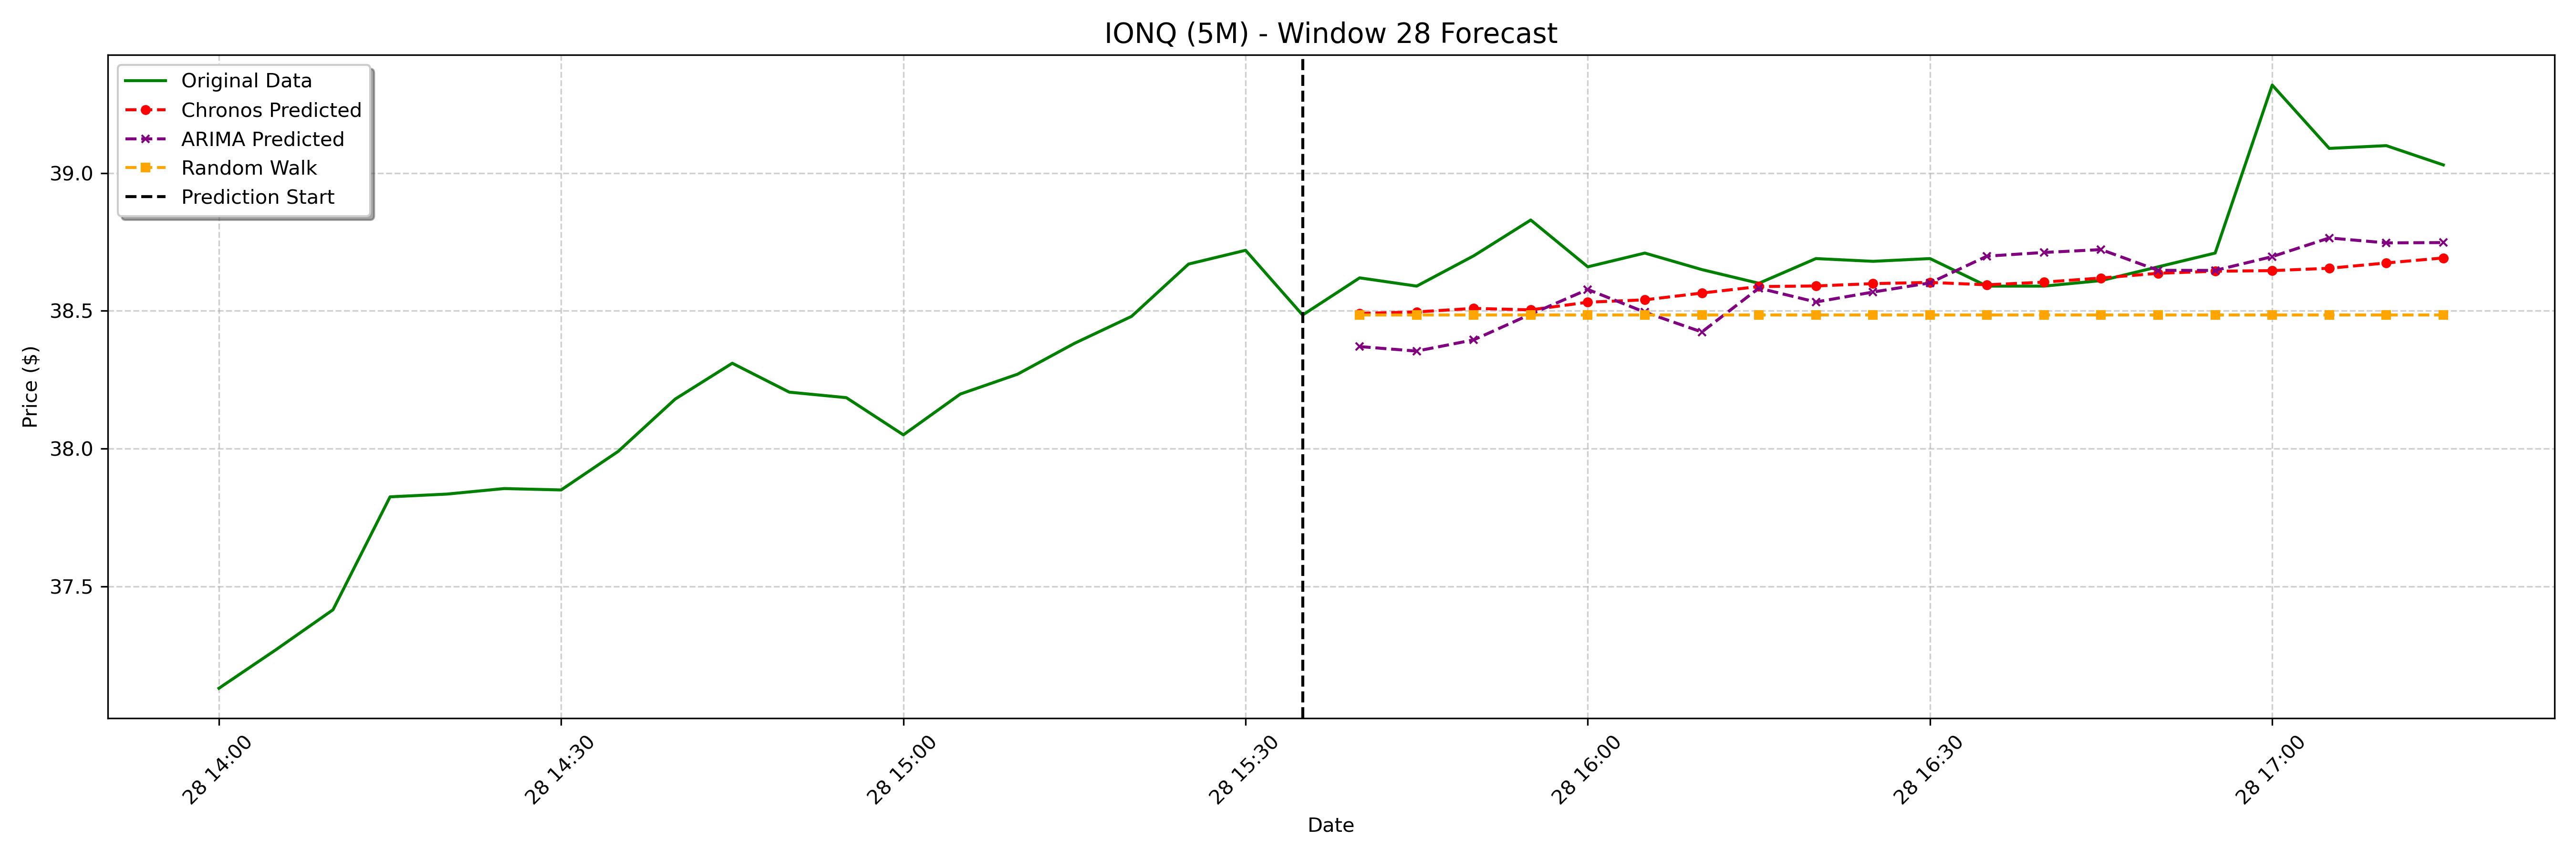 IONQ (5M) - Window 28 Forecast
Original Data
Chronos Predicted
ARIMA Predicted
Random Walk
Prediction Start
Price ($)
39.0
38.5
38.0
37.5
28 14:00
28 14:30
28 15:00
28 15:30
28 16:00
28 16:30
28 17:00
Date